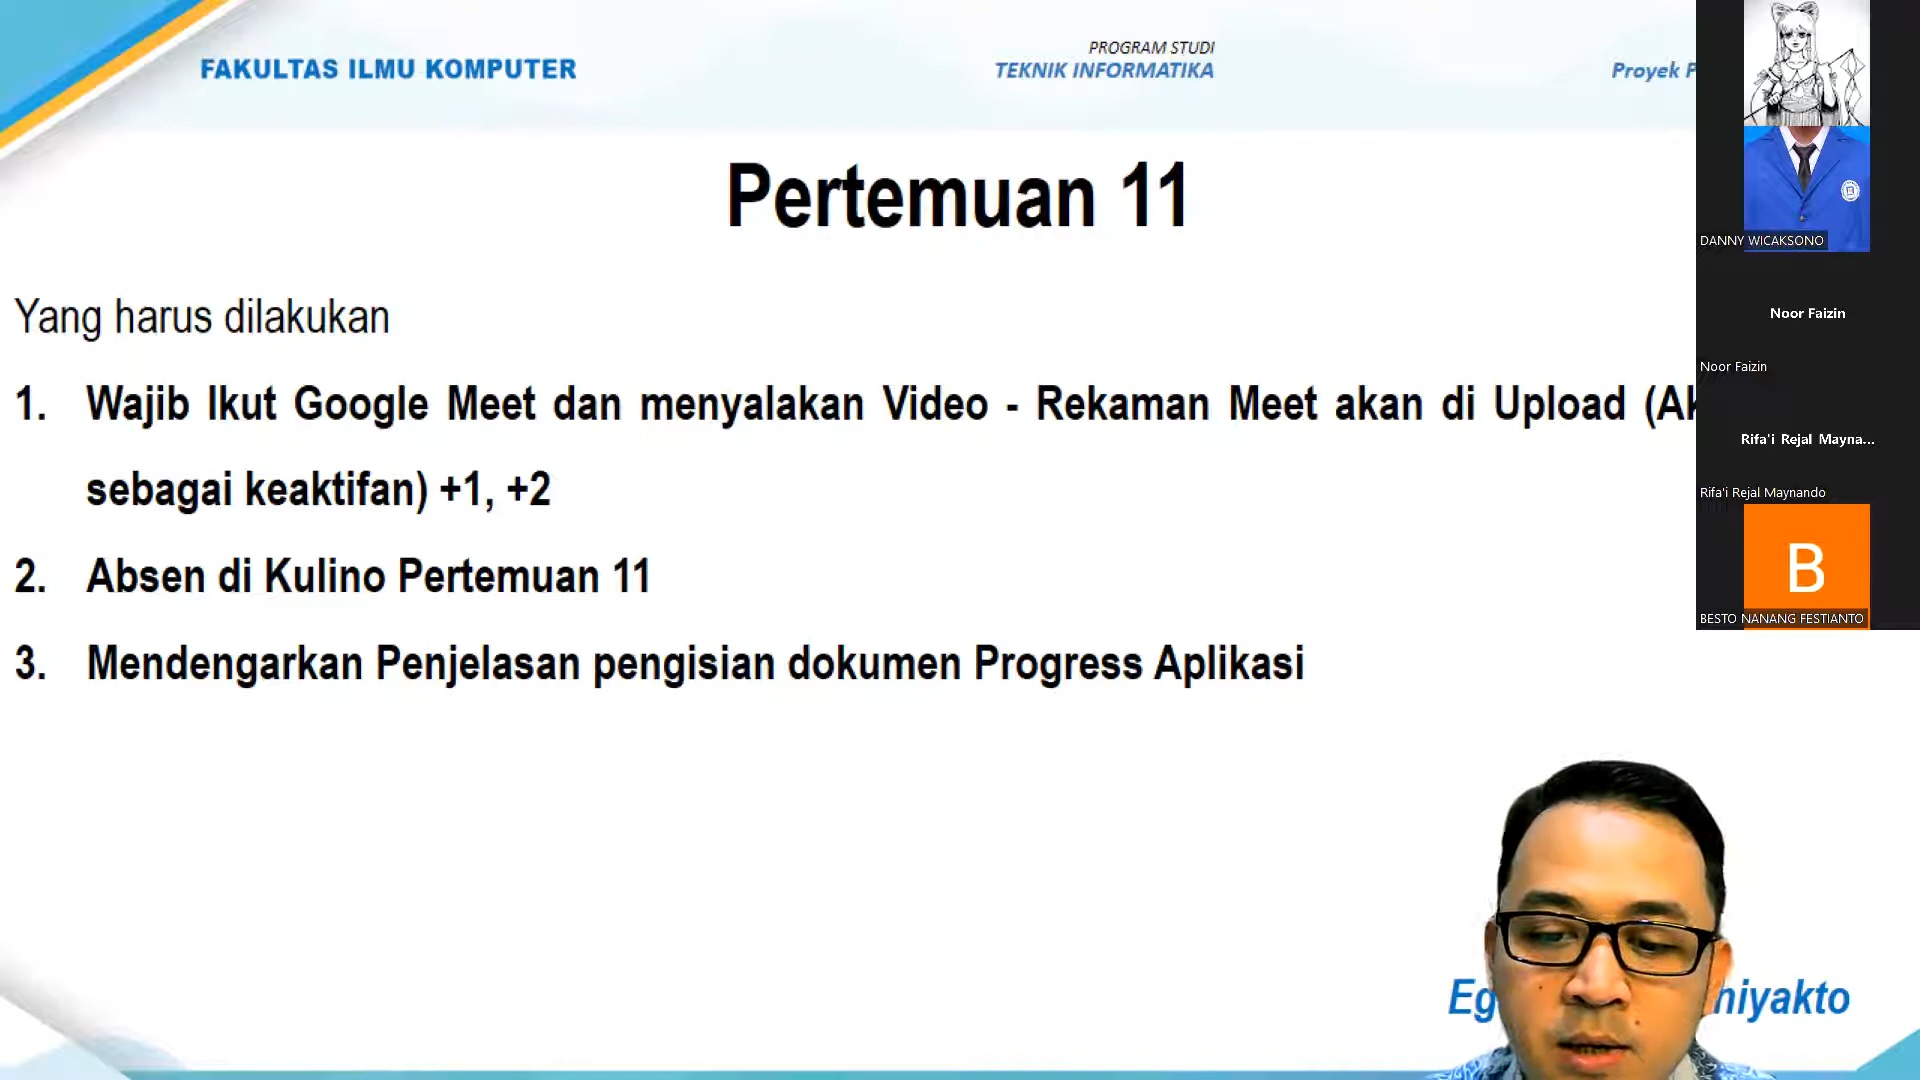 FAKULTAS ILMU KOMPUTER
PROGRAM STUDI
TEKNIK INFORMATIKA
Proyek
Pertemuan 11
Yang harus dilakukan
1. Wajib Ikut Google Meet dan menyalakan Video - Rekaman Meet akan di Upload
sebagai keaktifan) +1, +2
2. Absen di Kulino Pertemuan 11
3. Mendengarkan Penjelasan pengisian dokumen Progress Aplikasi
DANNY WICAKSONO
Noor Faizin
Noor Faizin
Rifa'i Rejal Mayna...
Rifa'i Rejal Maynando
B
BESTO NANANG FESTIANTO